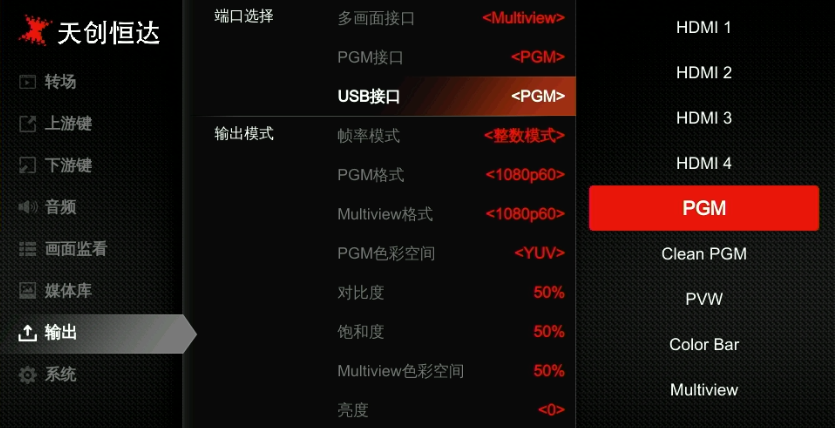 天创恒达
转场
上游键
下游键
音频
画面监看
媒体库
输出
系统
端口选择
多画面接口 <Multiview>
PGM接口 <PGM>
USB接口 <PGM>
输出模式
帧率模式 <整数模式>
PGM格式 <1080p60>
Multiview格式 <1080p60>
PGM色彩空间 <YUV>
对比度 50%
饱和度 50%
Multiview色彩空间 50%
亮度 <0>
HDMI 1
HDMI 2
HDMI 3
HDMI 4
PGM
Clean PGM
PVW
Color Bar
Multiview